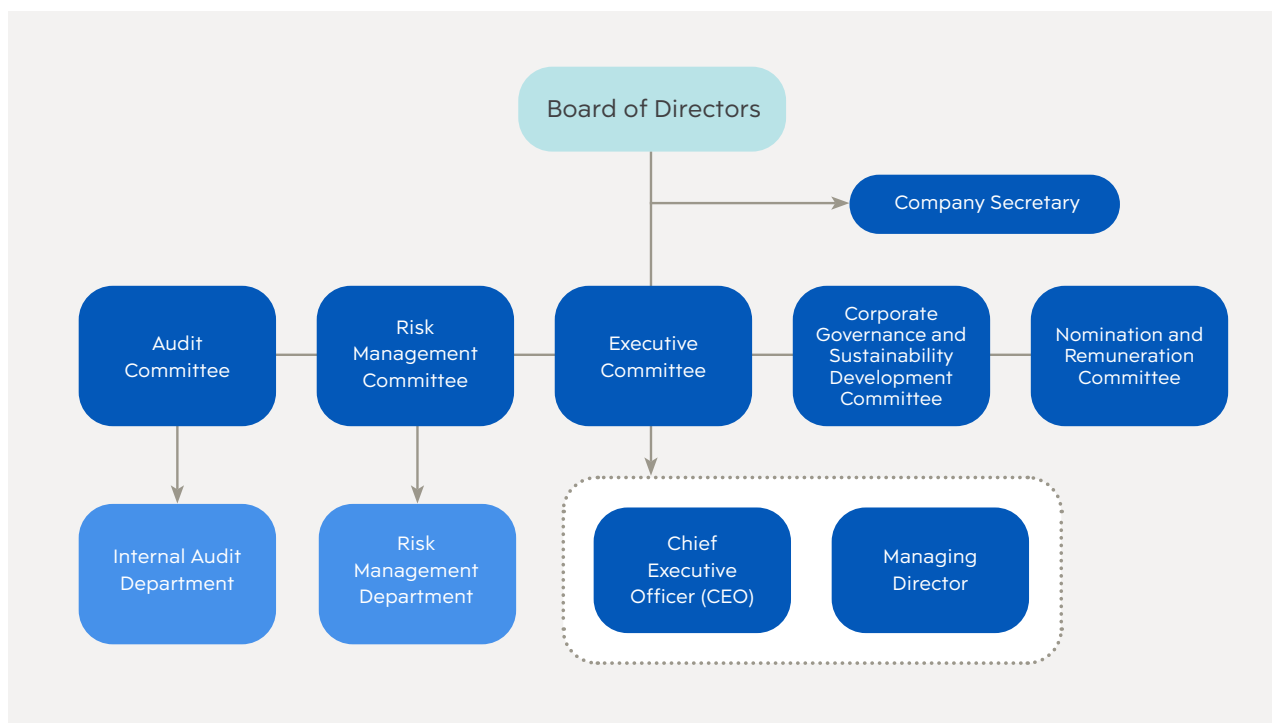 Board of Directors
Company Secretary
Audit
Committee
Risk
Management
Committee
Executive
Committee
Corporate
Governance and
Sustainability
Development
Committee
Nomination and
Remuneration
Committee
Internal Audit
Department
Risk
Management
Department
Chief
Executive
Officer (CEO)
Managing
Director